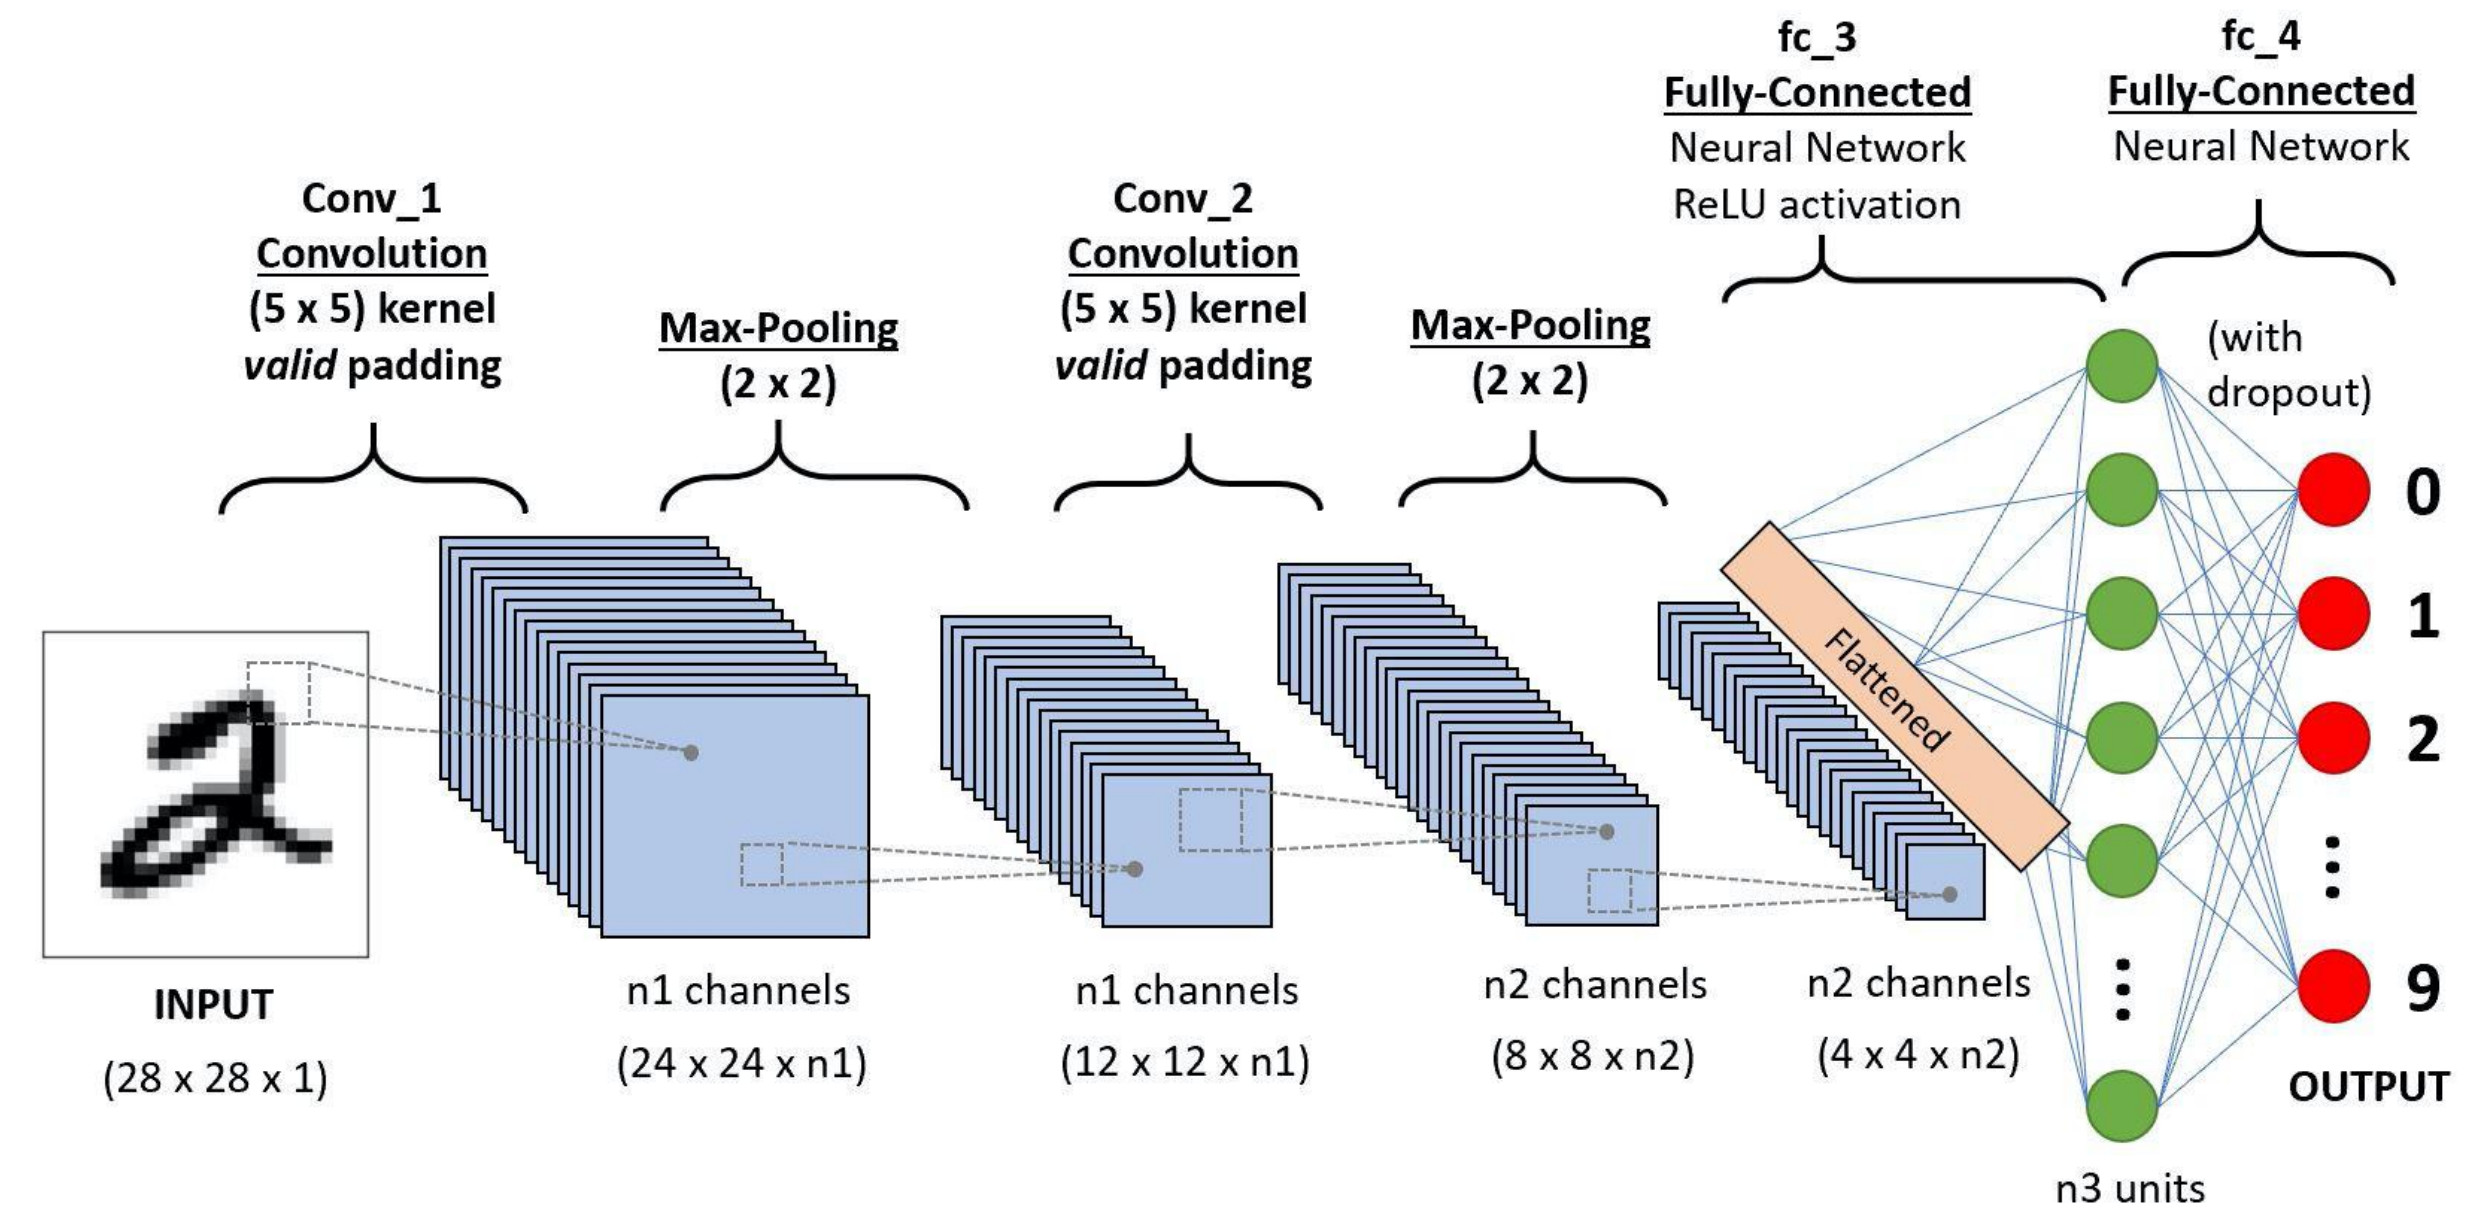 fc_3
Fully-Connected
Neural Network
ReLU activation
fc_4
Fully-Connected
Neural Network
Conv_1
Convolution
(5 x 5) kernel
valid padding
Max-Pooling
(2 x 2)
Conv_2
Convolution
(5 x 5) kernel
valid padding
Max-Pooling
(2 x 2)
(with
dropout)
Flattened
0
1
2
9
INPUT
(28 x 28 x 1)
n1 channels
(24 x 24 x n1)
n1 channels
(12 x 12 x n1)
n2 channels
(8 x 8 x n2)
n2 channels
(4 x 4 x n2)
OUTPUT
n3 units